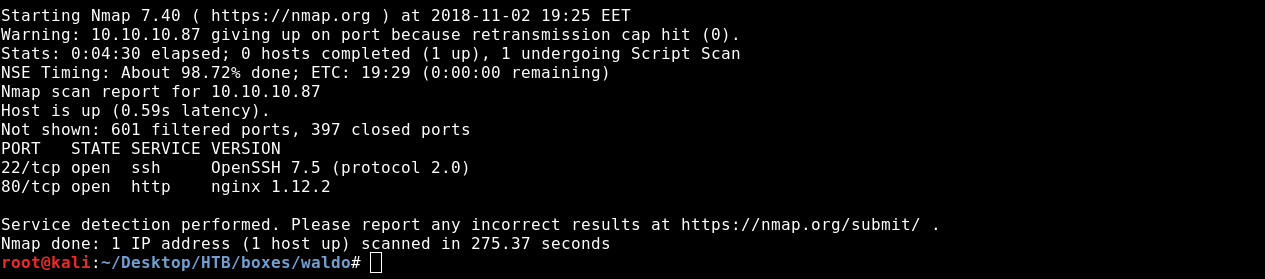 Starting Nmap 7.40 ( https://nmap.org ) at 2018-11-02 19:25 EET
Warning: 10.10.10.87 giving up on port because retransmission cap hit (0).
Stats: 0:04:30 elapsed; 0 hosts completed (1 up), 1 undergoing Script Scan
NSE Timing: About 98.72% done; ETC: 19:29 (0:00:00 remaining)
Nmap scan report for 10.10.10.87
Host is up (0.59s latency).
Not shown: 601 filtered ports, 397 closed ports
PORT   STATE SERVICE VERSION
22/tcp open  ssh     OpenSSH 7.5 (protocol 2.0)
80/tcp open  http    nginx 1.12.2

Service detection performed. Please report any incorrect results at https://nmap.org/submit/ .
Nmap done: 1 IP address (1 host up) scanned in 275.37 seconds
root@kali:~/Desktop/HTB/boxes/waldo#